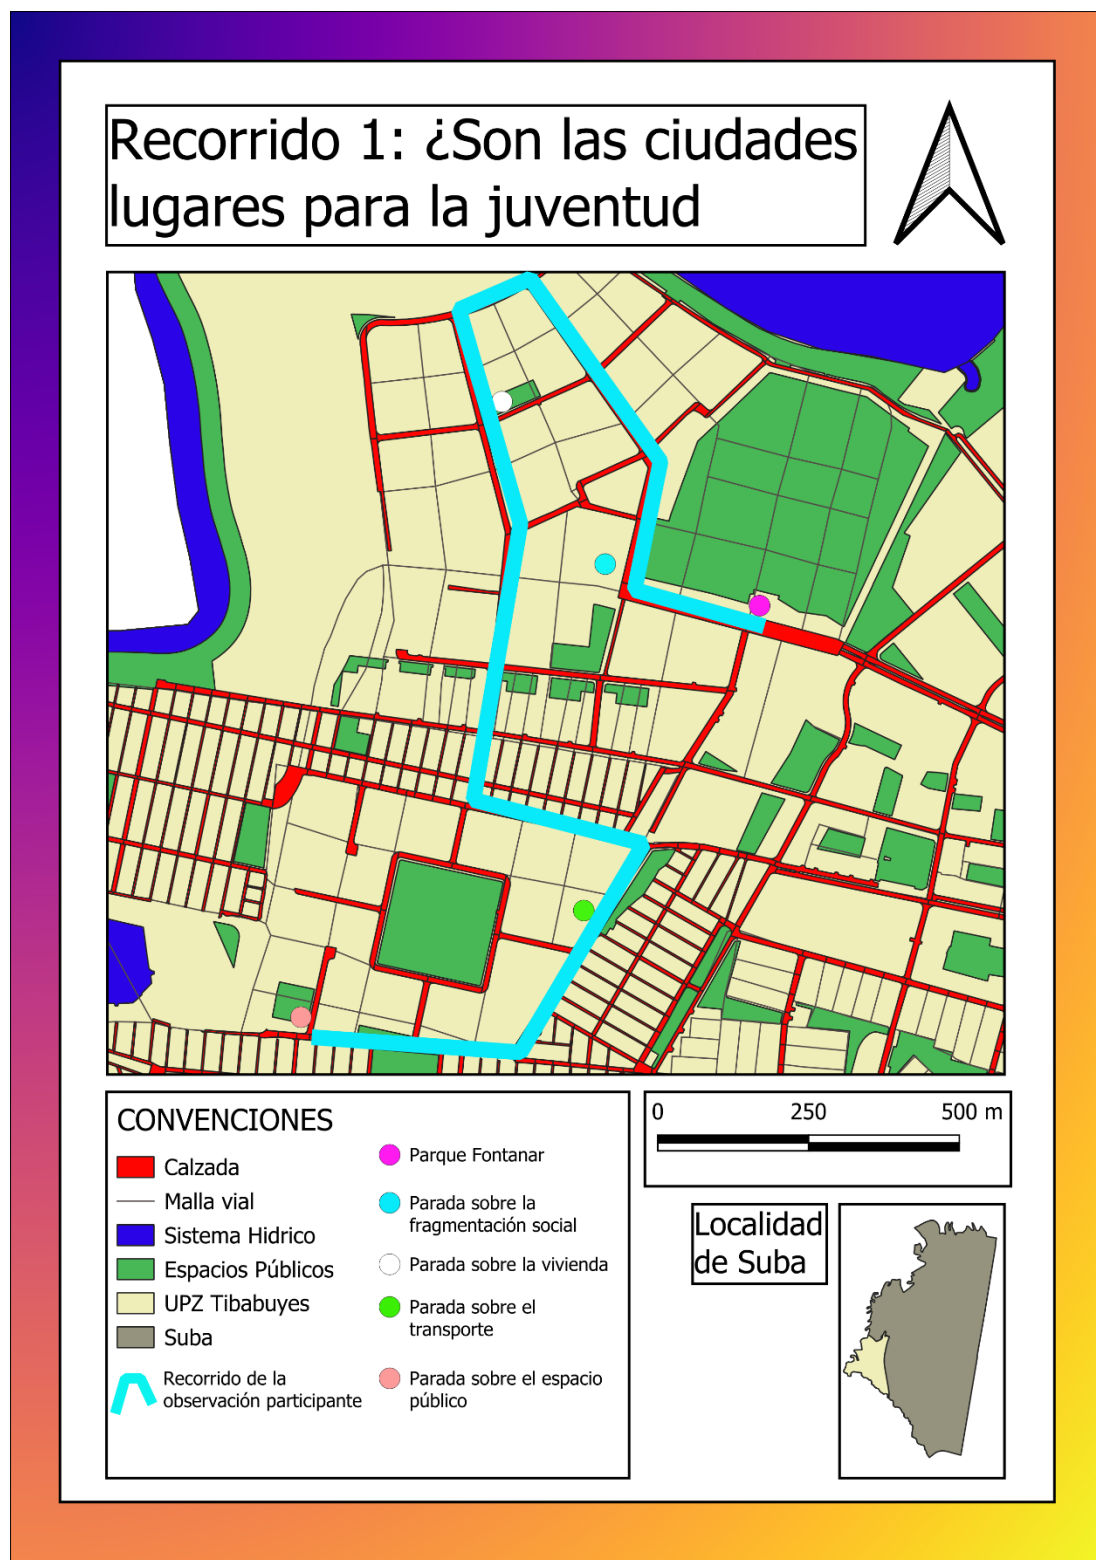 Recorrido 1: ¿Son las ciudades
lugares para la juventud
CONVENCIONES
Calzada
Malla vial
Sistema Hidrico
Espacios Públicos
UPZ Tibabuyes
Suba
Recorrido de la
observación participante
Parque Fontanar
Parada sobre la
fragmentación social
Parada sobre la vivienda
Parada sobre el
transporte
Parada sobre el espacio
público
0 250 500 m
Localidad
de Suba